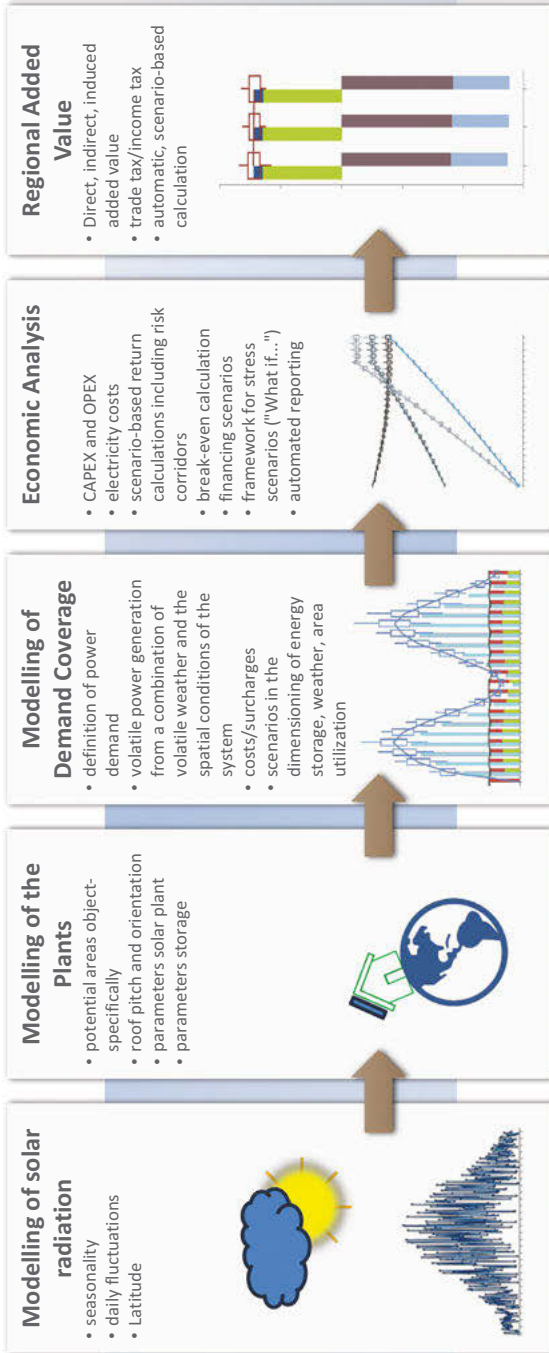 Modelling of solar
radiation
• seasonality
• daily fluctuations
• Latitude
Modelling of the
Plants
• potential areas object-
specifically
• roof pitch and orientation
• parameters solar plant
• parameters storage
Modelling of
Demand Coverage
• definition of power
demand
• volatile power generation
from a combination of
volatile weather and the
spatial conditions of the
system
• costs/surcharges
• scenarios in the
dimensioning of energy
storage, weather, area
utilization
Economic Analysis
• CAPEX and OPEX
• electricity costs
• scenario-based return
calculations including risk
corridors
• break-even calculation
• financing scenarios
• framework for stress
scenarios ("What if...")
• automated reporting
Regional Added
Value
• Direct, indirect, induced
added value
• trade tax/income tax
• automatic, scenario-based
calculation